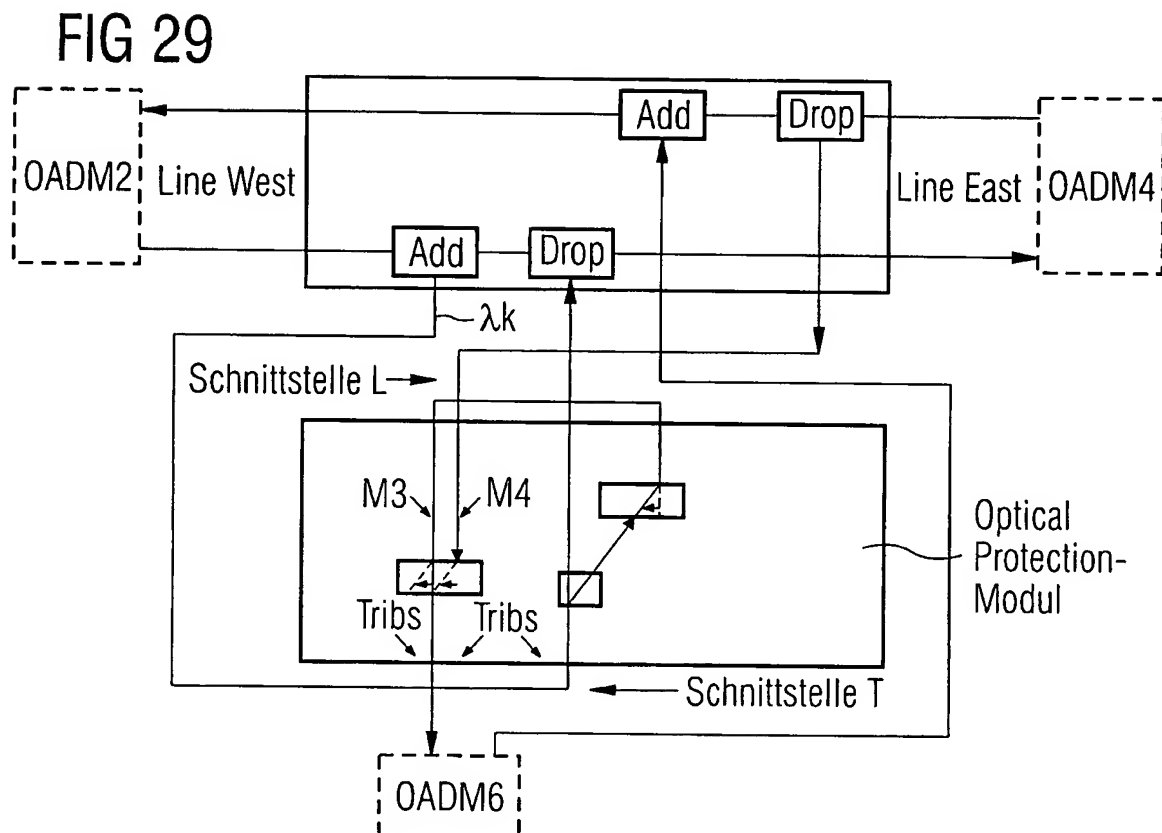 FIG 29
Add
Drop
OADM2
Line West
Line East
OADM4
Add
Drop
λk
Schnittstelle L
M3
M4
Optical
Protection-
Modul
Tribs
Tribs
Schnittstelle T
OADM6